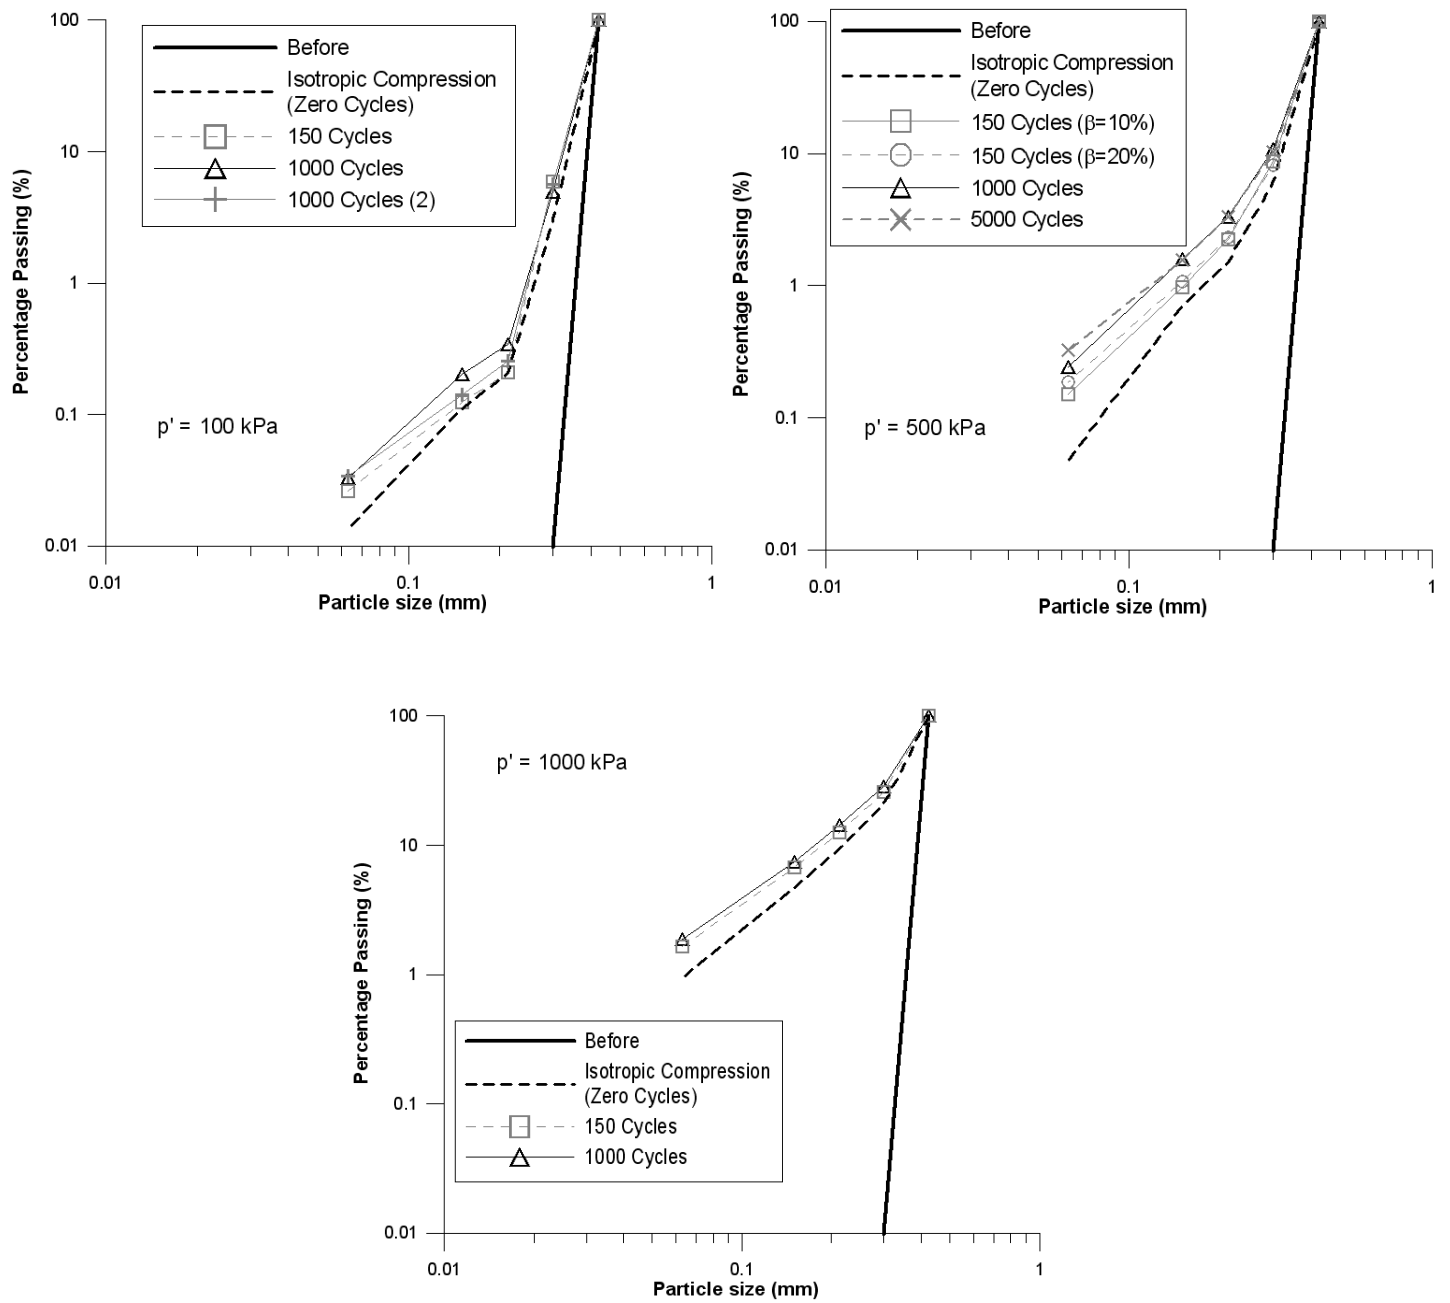 100
10
1
0.1
0.01
Percentage Passing (%)
Before
Isotropic Compression
(Zero Cycles)
150 Cycles
1000 Cycles
1000 Cycles (2)
p' = 100 kPa
0.01
0.1
1
Particle size (mm)
100
10
1
0.1
0.01
Percentage Passing (%)
Before
Isotropic Compression
(Zero Cycles)
150 Cycles (β=10%)
150 Cycles (β=20%)
1000 Cycles
5000 Cycles
p' = 500 kPa
0.01
0.1
1
Particle size (mm)
100
10
1
0.1
0.01
Percentage Passing (%)
p' = 1000 kPa
Before
Isotropic Compression
(Zero Cycles)
150 Cycles
1000 Cycles
0.01
0.1
1
Particle size (mm)